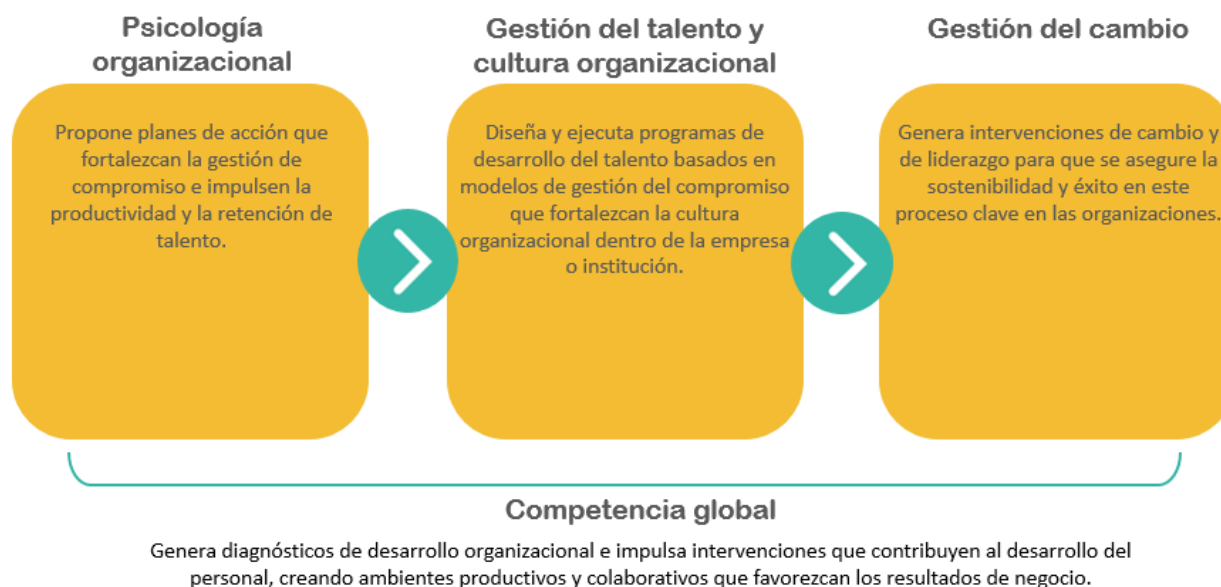 Psicología
organizacional
Propone planes de acción que
fortalezcan la gestión de
compromiso e impulsen la
productividad y la retención de
talento.
Gestión del talento y
cultura organizacional
Diseña y ejecuta programas de
desarrollo del talento basados en
modelos de gestión del compromiso
que fortalezcan la cultura
organizacional dentro de la empresa
o institución.
Gestión del cambio
Genera intervenciones de cambio y
de liderazgo para que se asegure la
sostenibilidad y éxito en este
proceso clave en las organizaciones.
Competencia global
Genera diagnósticos de desarrollo organizacional e impulsa intervenciones que contribuyen al desarrollo del
personal, creando ambientes productivos y colaborativos que favorezcan los resultados de negocio.